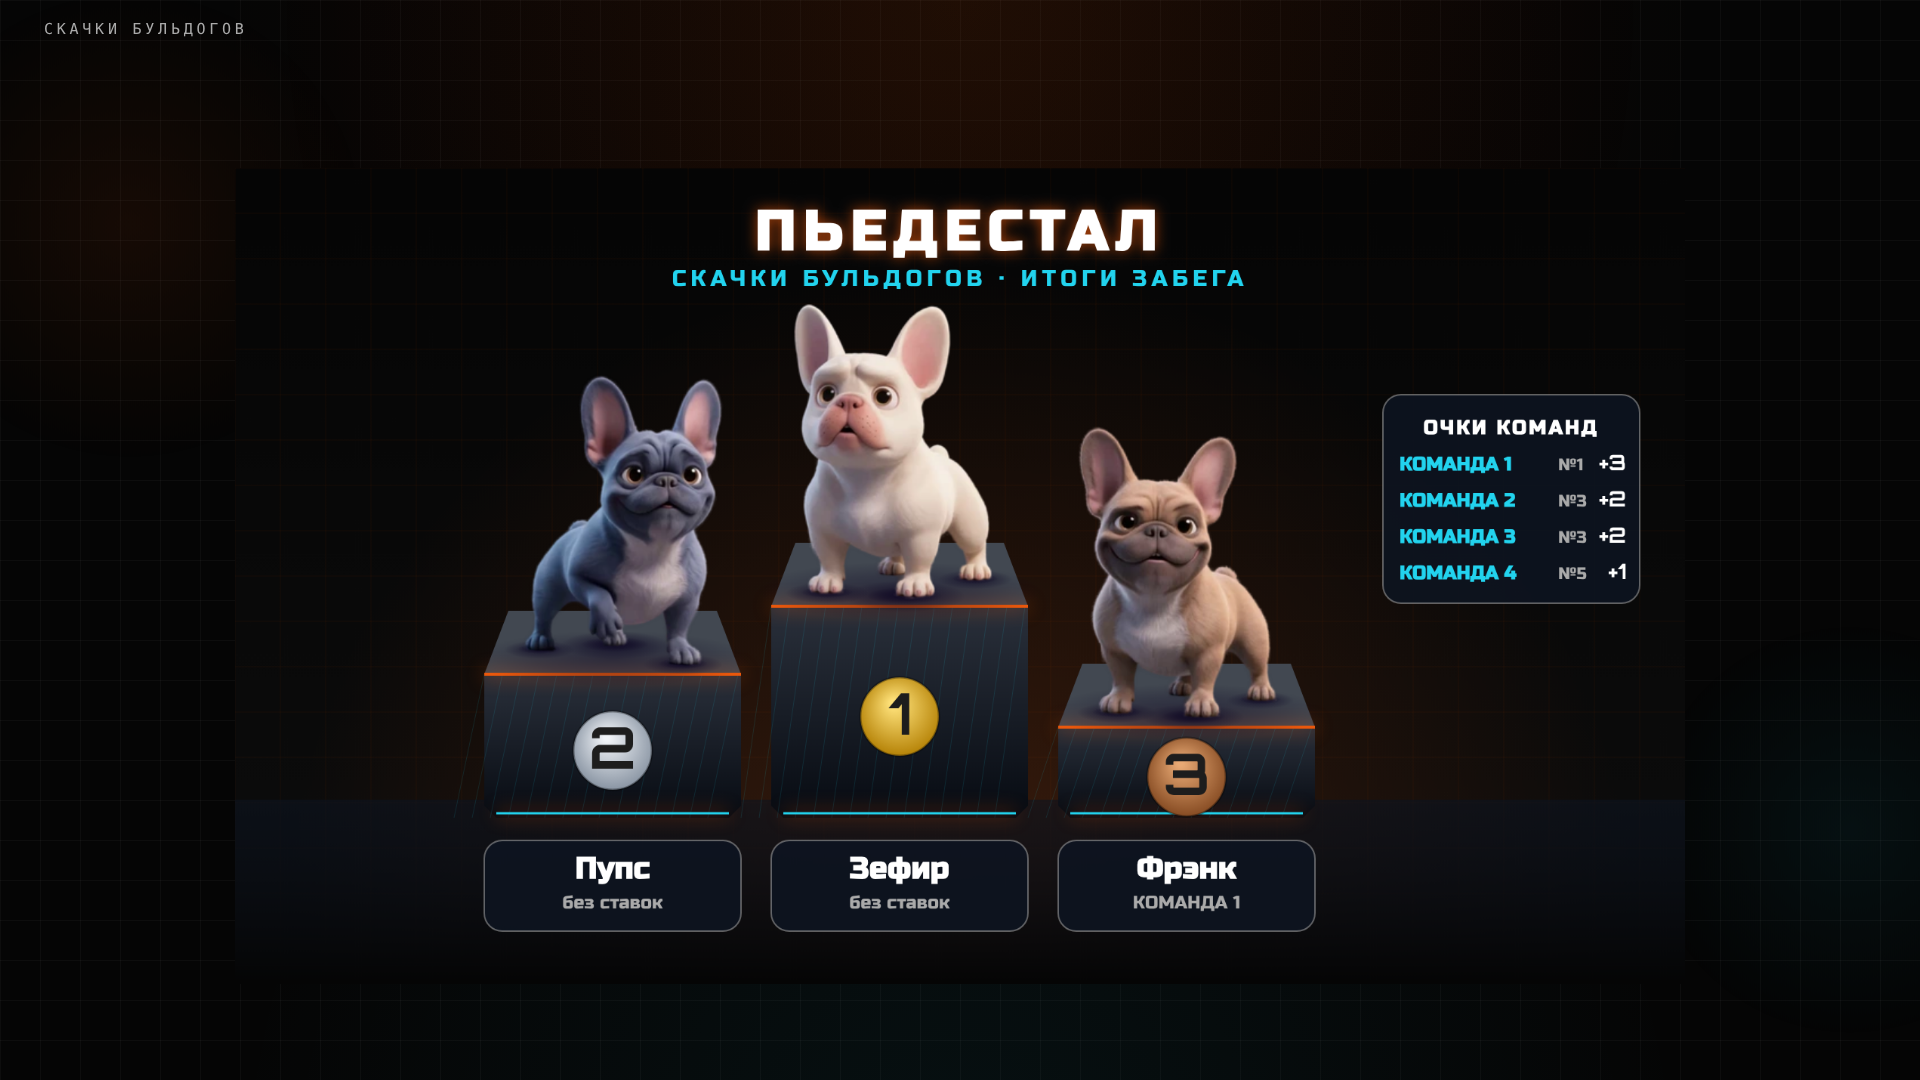 СКАЧКИ БУЛЬДОГОВ
ПЬЕДЕСТАЛ
СКАЧКИ БУЛЬДОГОВ · ИТОГИ ЗАБЕГА
ОЧКИ КОМАНД
КОМАНДА 1 №1 +3
КОМАНДА 2 №3 +2
КОМАНДА 3 №3 +2
КОМАНДА 4 №5 +1
2
1
3
Пупс
без ставок
Зефир
без ставок
Фрэнк
КОМАНДА 1